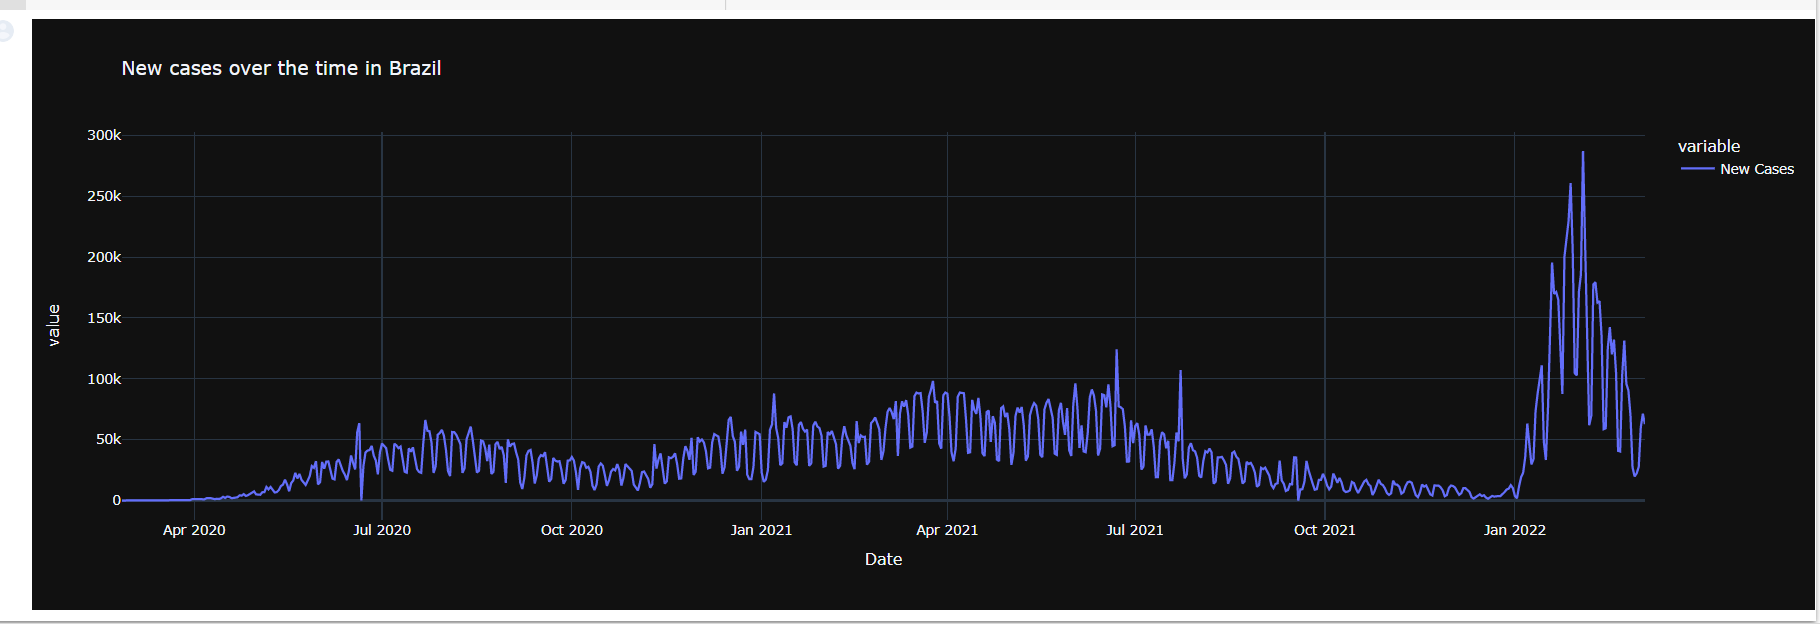 New cases over the time in Brazil
300k
250k
200k
150k
100k
50k
0
value
Apr 2020
Jul 2020
Oct 2020
Jan 2021
Apr 2021
Jul 2021
Oct 2021
Jan 2022
Date
variable
New Cases